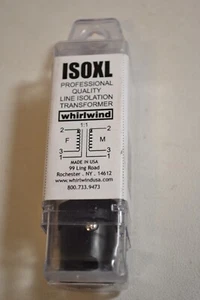 ISOXL
PROFESSIONAL
QUALITY
LINE ISOLATION
TRANSFORMER
whirlwind
1:1
2 2
F M
3 3
1 1
MADE IN USA
99 Ling Road
Rochester . NY . 14612
www.whirlwindusa.com
800.733.9473